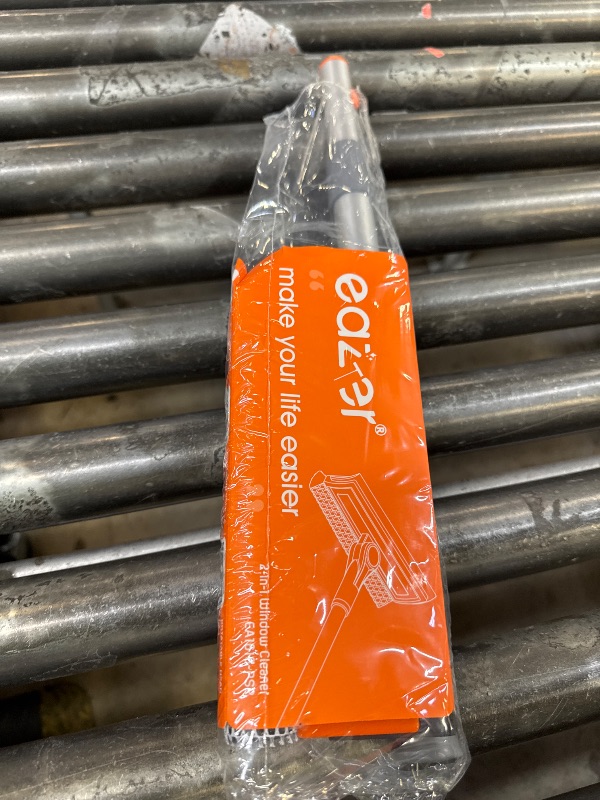 eazer®
“ make your life easier ”
2-in-1 Window Cleaner